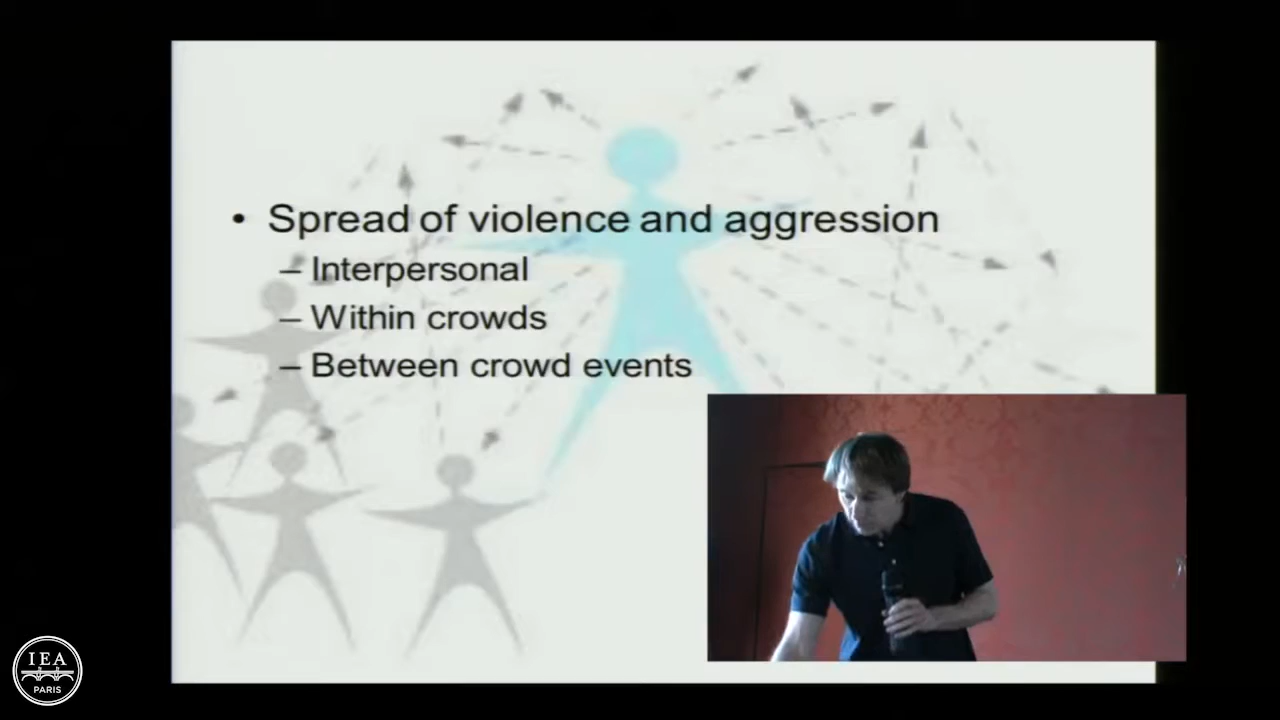 • Spread of violence and aggression
– Interpersonal
– Within crowds
– Between crowd events
IEA
PARIS